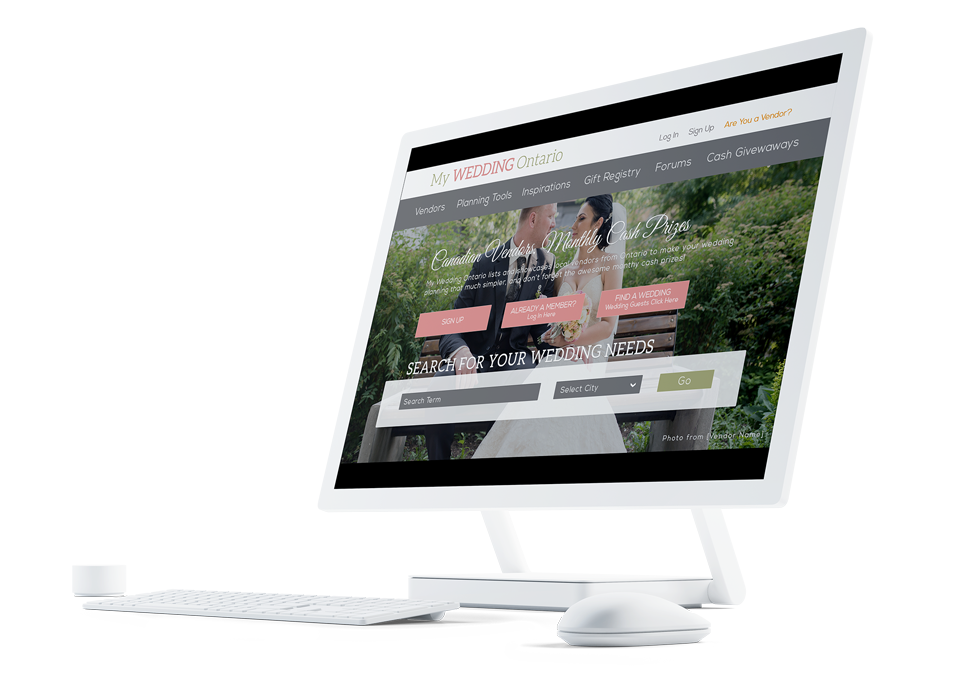 My WEDDING Ontario
Log In Sign Up Are You a Vendor?
Vendors Planning Tools Inspirations Gift Registry Forums Cash Givewaways
Canadian Vendors, Monthly Cash Prizes
My Wedding Ontario lists and showcases local vendors from Ontario to make your wedding
planning that much simpler, and don't forget the awesome monthy cash prizes!
SIGN UP
ALREADY A MEMBER?
Log In Here
FIND A WEDDING
Wedding Guests Click Here
SEARCH FOR YOUR WEDDING NEEDS
Search Term
Select City
Go
Photo from [Vendor Name]